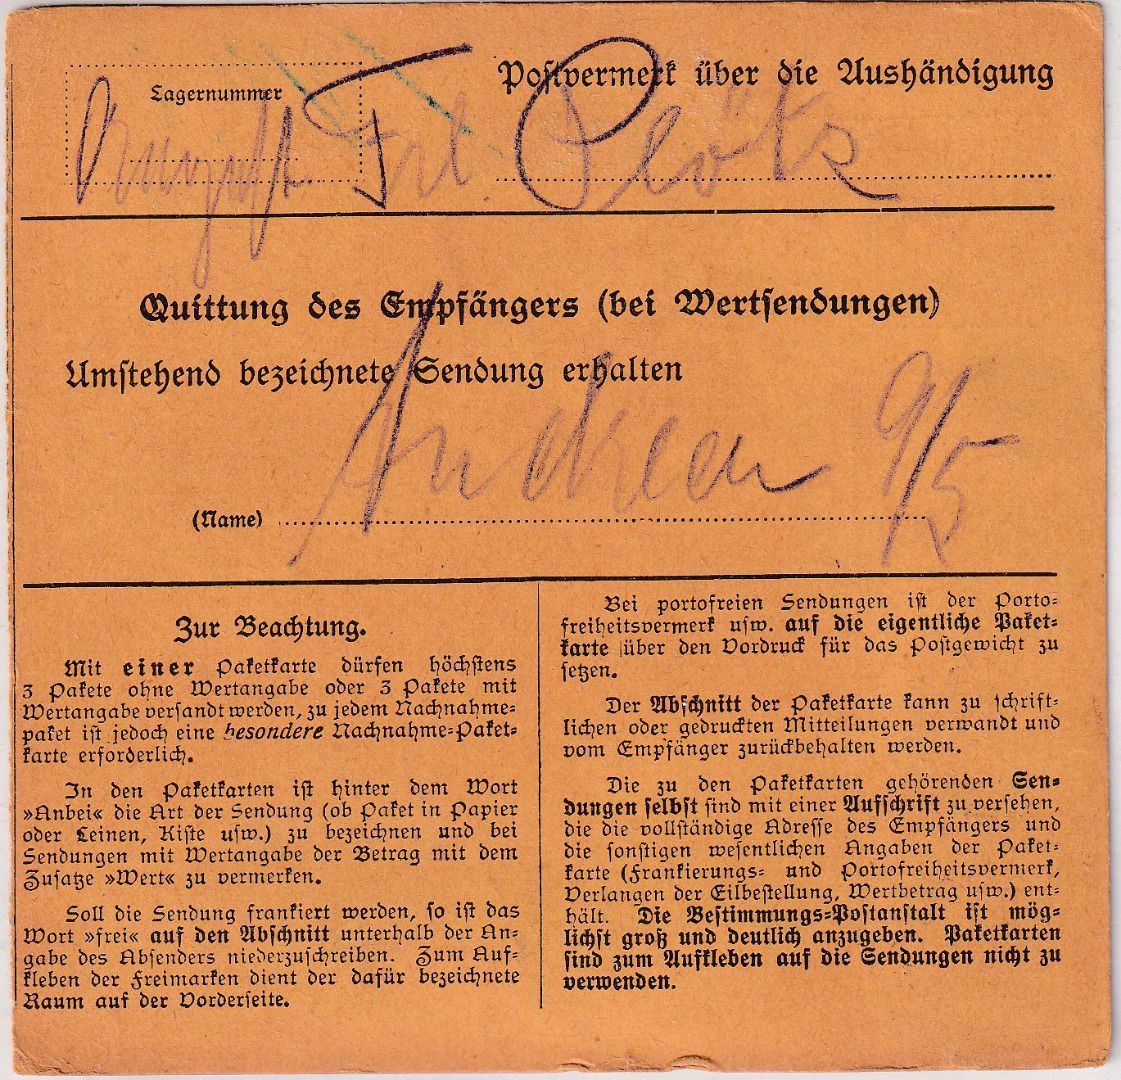 Lagernummer
Postvermerk über die Aushändigung
Frl. Plötz
Quittung des Empfängers (bei Wertsendungen)
Umstehend bezeichnete Sendung erhalten
9/5
(Name)
Zur Beachtung.
Mit einer Paketkarte dürfen höchstens
3 Pakete ohne Wertangabe oder 3 Pakete mit
Wertangabe versandt werden, zu jedem Nachnahme-
paket ist jedoch eine besondere Nachnahme-Paket-
karte erforderlich.
In den Paketkarten ist hinter dem Wort
»Anbei« die Art der Sendung (ob Paket in Papier
oder Leinen, Kiste usw.) zu bezeichnen und bei
Sendungen mit Wertangabe der Betrag mit dem
Zusatze »Wert« zu vermerken.
Soll die Sendung frankiert werden, so ist das
Wort »frei« auf den Abschnitt unterhalb der An-
gabe des Absenders niederzuschreiben. Zum Auf-
kleben der Freimarken dient der dafür bezeichnete
Raum auf der Vorderseite.
Bei portofreien Sendungen ist der Porto-
freiheitsvermerk usw. auf die eigentliche Paket-
karte über den Vordruck für das Postgewicht zu
setzen.
Der Abschnitt der Paketkarte kann zu schrift-
lichen oder gedruckten Mitteilungen verwandt und
vom Empfänger zurückbehalten werden.
Die zu den Paketkarten gehörenden Sen-
dungen selbst sind mit einer Aufschrift zu versehen,
die die vollständige Adresse des Empfängers und
die sonstigen wesentlichen Angaben der Paket-
karte (Frankierungs- und Portofreiheitsvermerk,
Verlangen der Eilbestellung, Wertbetrag usw.) ent-
hält. Die Bestimmungs-Postanstalt ist mög-
lichst groß und deutlich anzugeben. Paketkarten
sind zum Aufkleben auf die Sendungen nicht zu
verwenden.